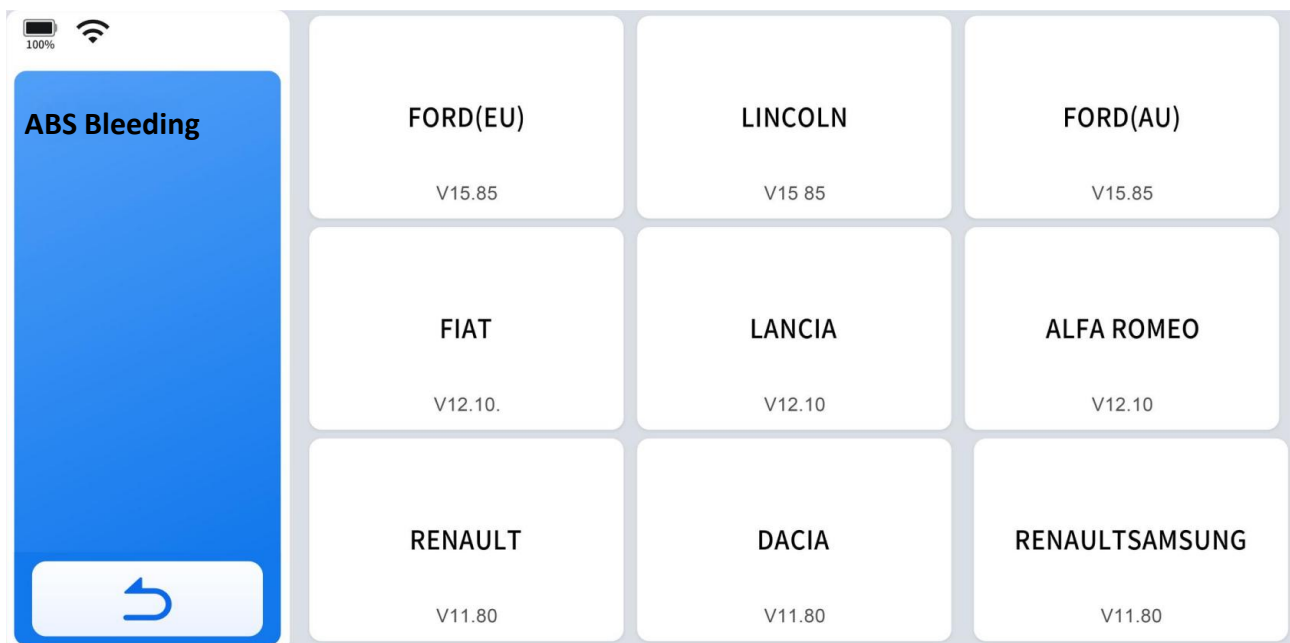 100%
ABS Bleeding
FORD(EU)
V15.85
LINCOLN
V15 85
FORD(AU)
V15.85
FIAT
V12.10.
LANCIA
V12.10
ALFA ROMEO
V12.10
RENAULT
V11.80
DACIA
V11.80
RENAULTSAMSUNG
V11.80